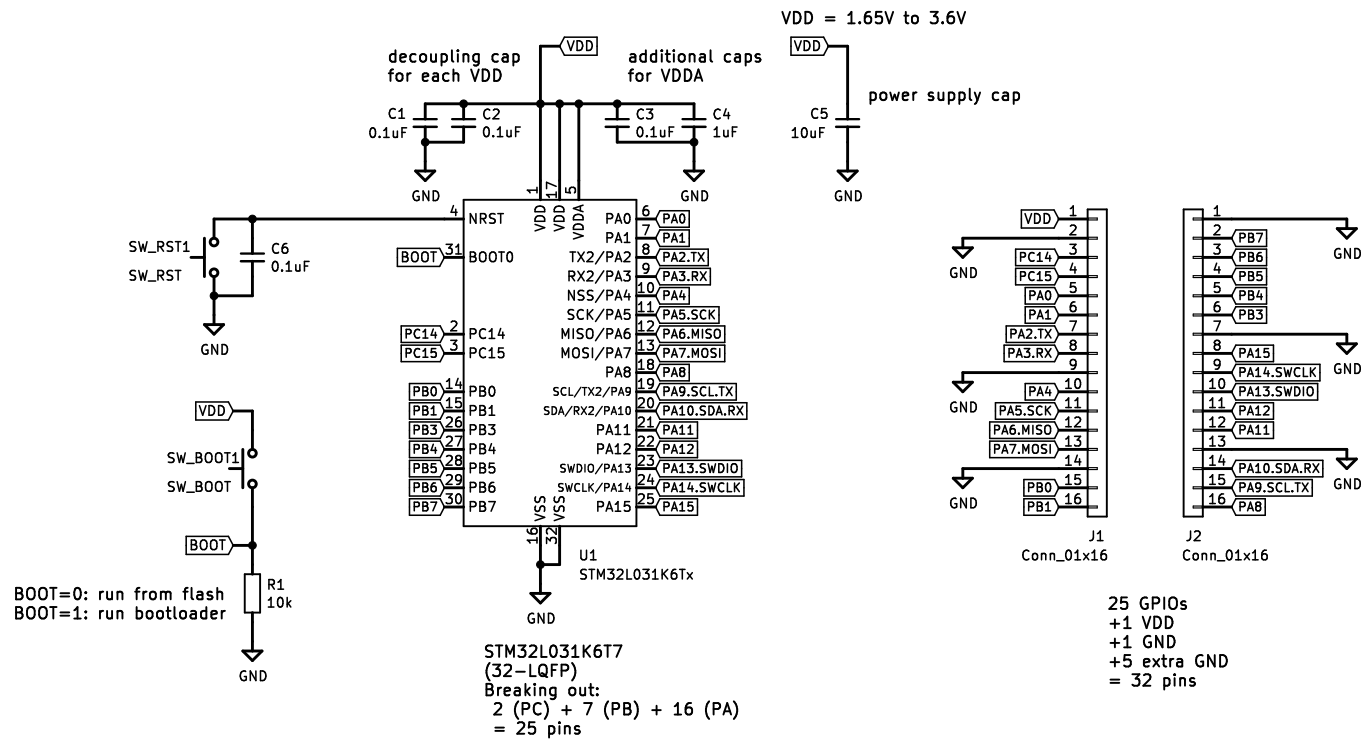 VDD = 1.65V to 3.6V
decoupling cap
for each VDD
VDD
additional caps
for VDDA
VDD
power supply cap
C1
0.1uF
C2
0.1uF
C3
0.1uF
C4
1uF
C5
10uF
GND
GND
GND
1
17
5
VDD
VDD
VDDA
4 NRST
BOOT 31 BOOT0
PC14 2 PC14
PC15 3 PC15
PB0 14 PB0
PB1 15 PB1
PB3 26 PB3
PB4 27 PB4
PB5 28 PB5
PB6 29 PB6
PB7 30 PB7
PA0 6 PA0
PA1 7 PA1
TX2/PA2 8 PA2.TX
RX2/PA3 9 PA3.RX
NSS/PA4 10 PA4
SCK/PA5 11 PA5.SCK
MISO/PA6 12 PA6.MISO
MOSI/PA7 13 PA7.MOSI
PA8 18 PA8
SCL/TX2/PA9 19 PA9.SCL.TX
SDA/RX2/PA10 20 PA10.SDA.RX
PA11 21 PA11
PA12 22 PA12
SWDIO/PA13 23 PA13.SWDIO
SWCLK/PA14 24 PA14.SWCLK
PA15 25 PA15
VSS
VSS
16
32
U1
STM32L031K6Tx
GND
SW_RST1
SW_RST
C6
0.1uF
GND
VDD
SW_BOOT1
SW_BOOT
BOOT
R1
10k
BOOT=0: run from flash
BOOT=1: run bootloader
GND
STM32L031K6T7
(32-LQFP)
Breaking out:
2 (PC) + 7 (PB) + 16 (PA)
= 25 pins
VDD 1
2
GND
PC14 3
PC15 4
PA0 5
PA1 6
PA2.TX 7
PA3.RX 8
9
GND
PA4 10
PA5.SCK 11
PA6.MISO 12
PA7.MOSI 13
14
GND
PB0 15
PB1 16
J1
Conn_01x16
1
GND
2 PB7
3 PB6
4 PB5
5 PB4
6 PB3
7
GND
8 PA15
9 PA14.SWCLK
10 PA13.SWDIO
11 PA12
12 PA11
13
GND
14 PA10.SDA.RX
15 PA9.SCL.TX
16 PA8
J2
Conn_01x16
25 GPIOs
+1 VDD
+1 GND
+5 extra GND
= 32 pins